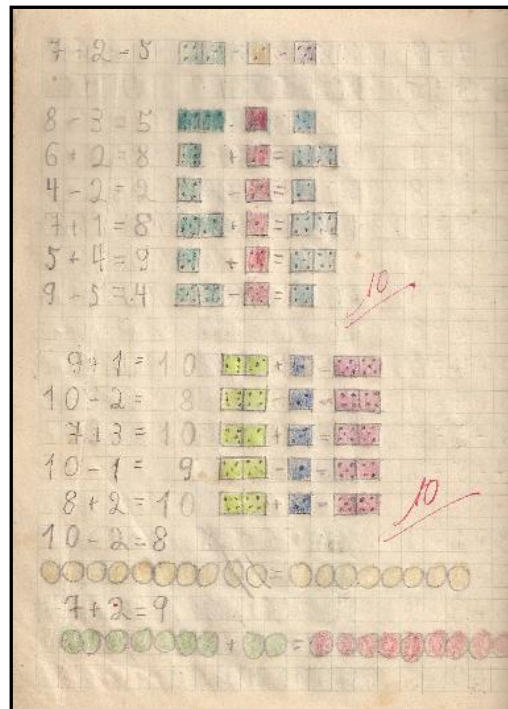 7 - 2 = 5
8 - 3 = 5
6 + 2 = 8
4 - 2 = 2
7 + 1 = 8
5 + 4 = 9
9 - 5 = 4
10
9 + 1 = 10
10 - 2 = 8
7 + 3 = 10
10 - 1 = 9
8 + 2 = 10
10
10 - 2 = 8
7 + 2 = 9